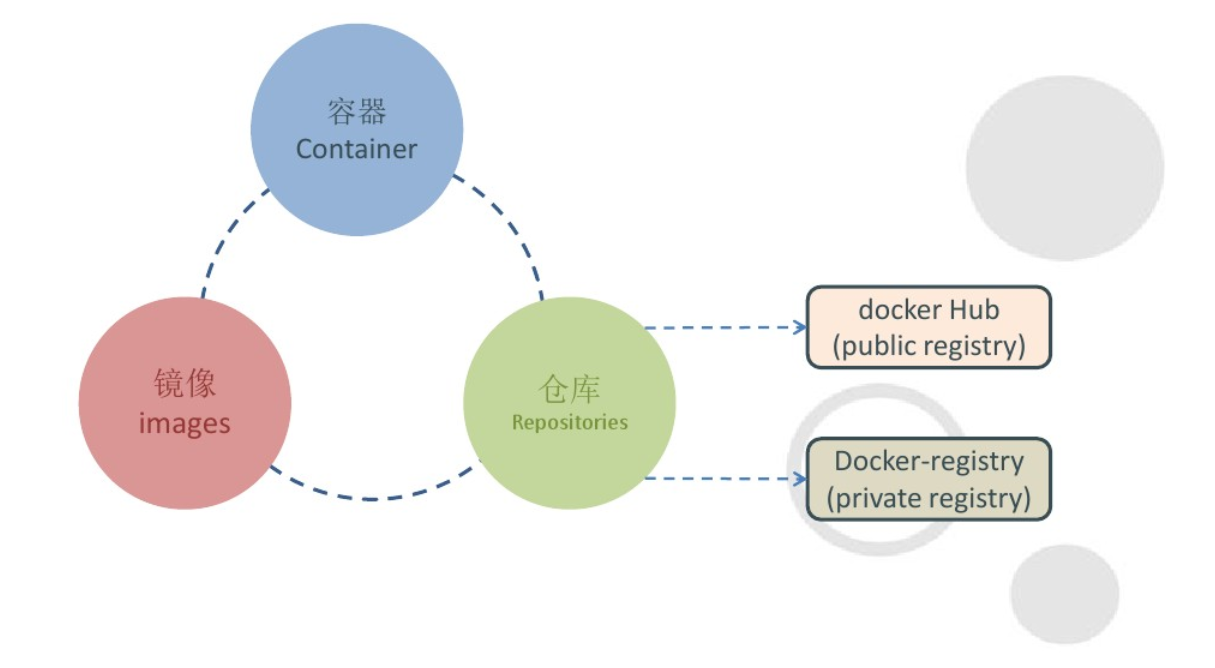 容器
Container
镜像
images
仓库
Repositories
docker Hub
(public registry)
Docker-registry
(private registry)